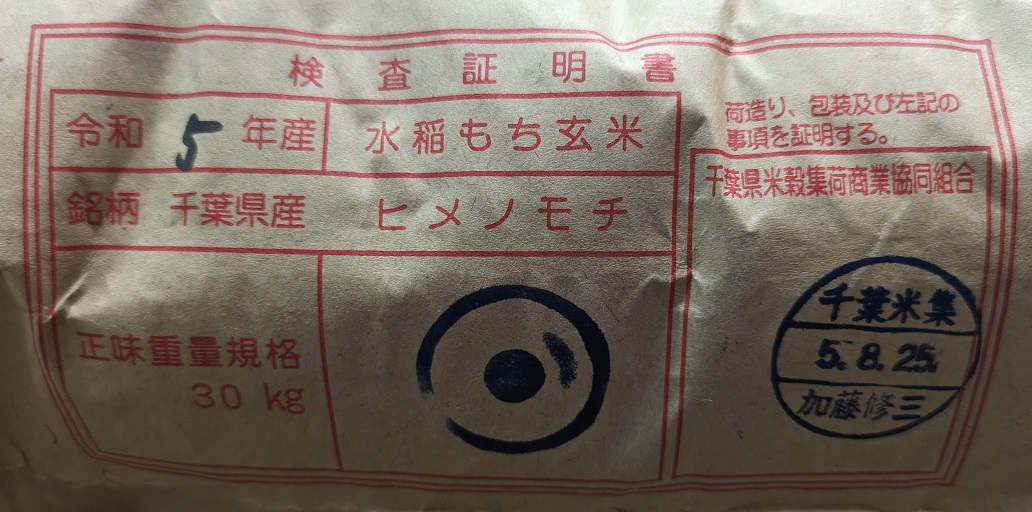 検査証明書
令和 5 年産
水稲もち玄米
銘柄 千葉県産 ヒメノモチ
正味重量規格
30 kg
荷造り、包装及び左記の
事項を証明する。
千葉県米穀集荷商業協同組合
千葉米集
5.8.25.
加藤修三